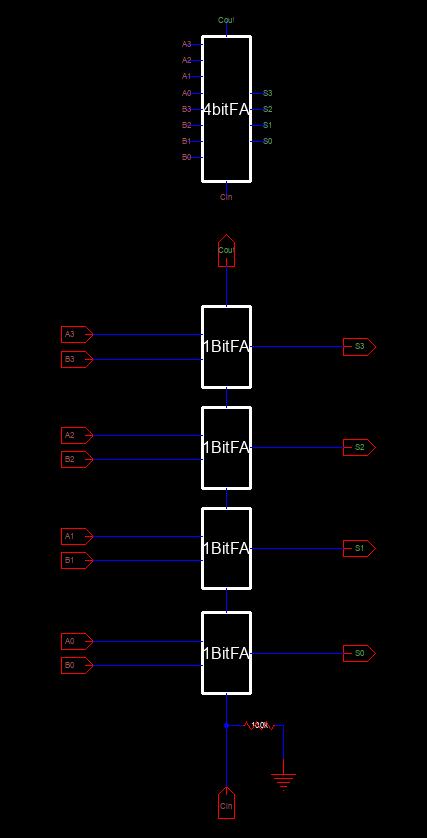 Cout
A3
A2
A1
A0
B3
B2
B1
B0
4bitFA
S3
S2
S1
S0
Cin
Cout
A3
B3
1BitFA
S3
A2
B2
1BitFA
S2
A1
B1
1BitFA
S1
A0
B0
1BitFA
S0
100k
Cin